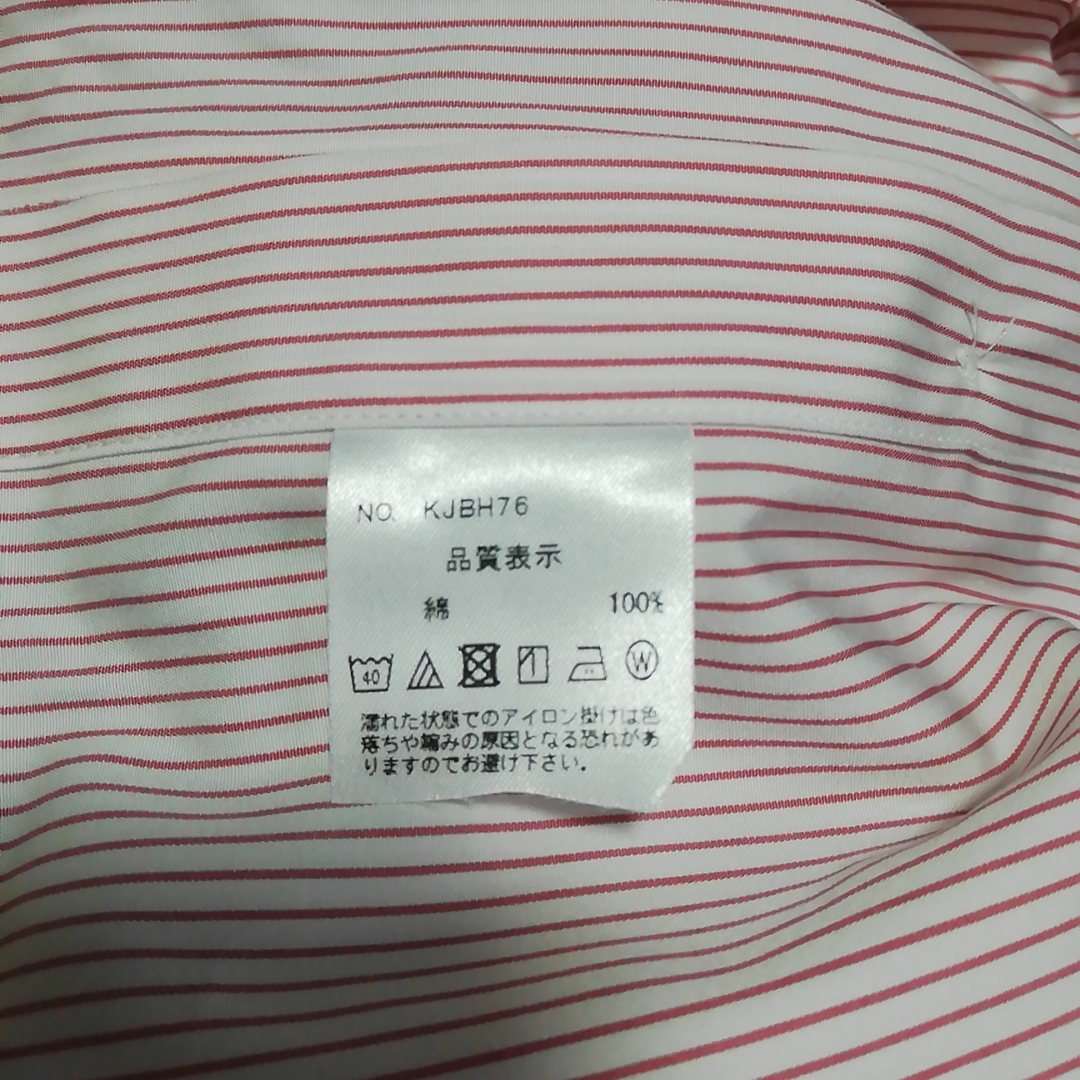 NO. KJBH76
品質表示
綿 100%
40 W
濡れた状態でのアイロン掛けは色
落ちや縮みの原因となる恐れがあ
りますのでお避け下さい.